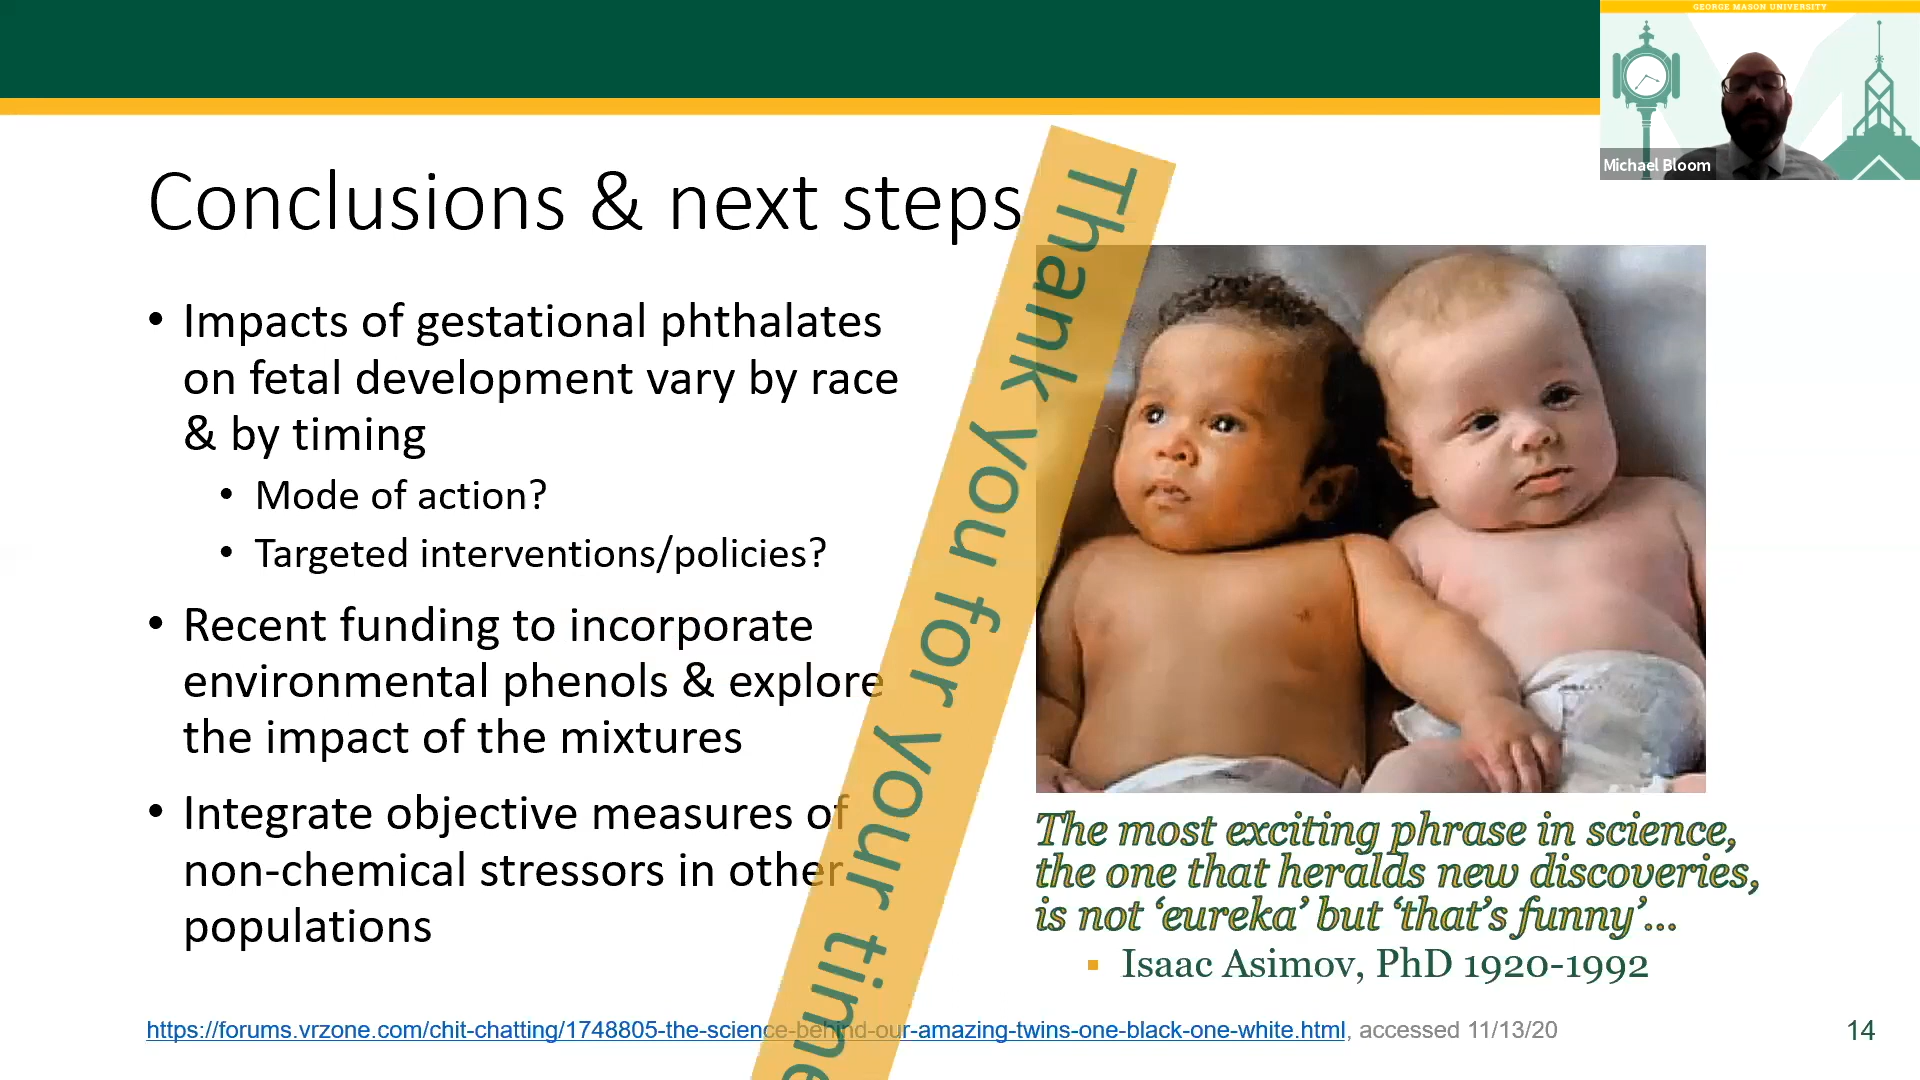 GEORGE MASON UNIVERSITY
Michael Bloom
Conclusions & next steps
• Impacts of gestational phthalates
on fetal development vary by race
& by timing
• Mode of action?
• Targeted interventions/policies?
• Recent funding to incorporate
environmental phenols & explore
the impact of the mixtures
• Integrate objective measures of
non-chemical stressors in other
populations
Thank you for your time
The most exciting phrase in science,
the one that heralds new discoveries,
is not ‘eureka’ but ‘that’s funny’...
▪ Isaac Asimov, PhD 1920-1992
https://forums.vrzone.com/chit-chatting/1748805-the-science-behind-our-amazing-twins-one-black-one-white.html, accessed 11/13/20
14